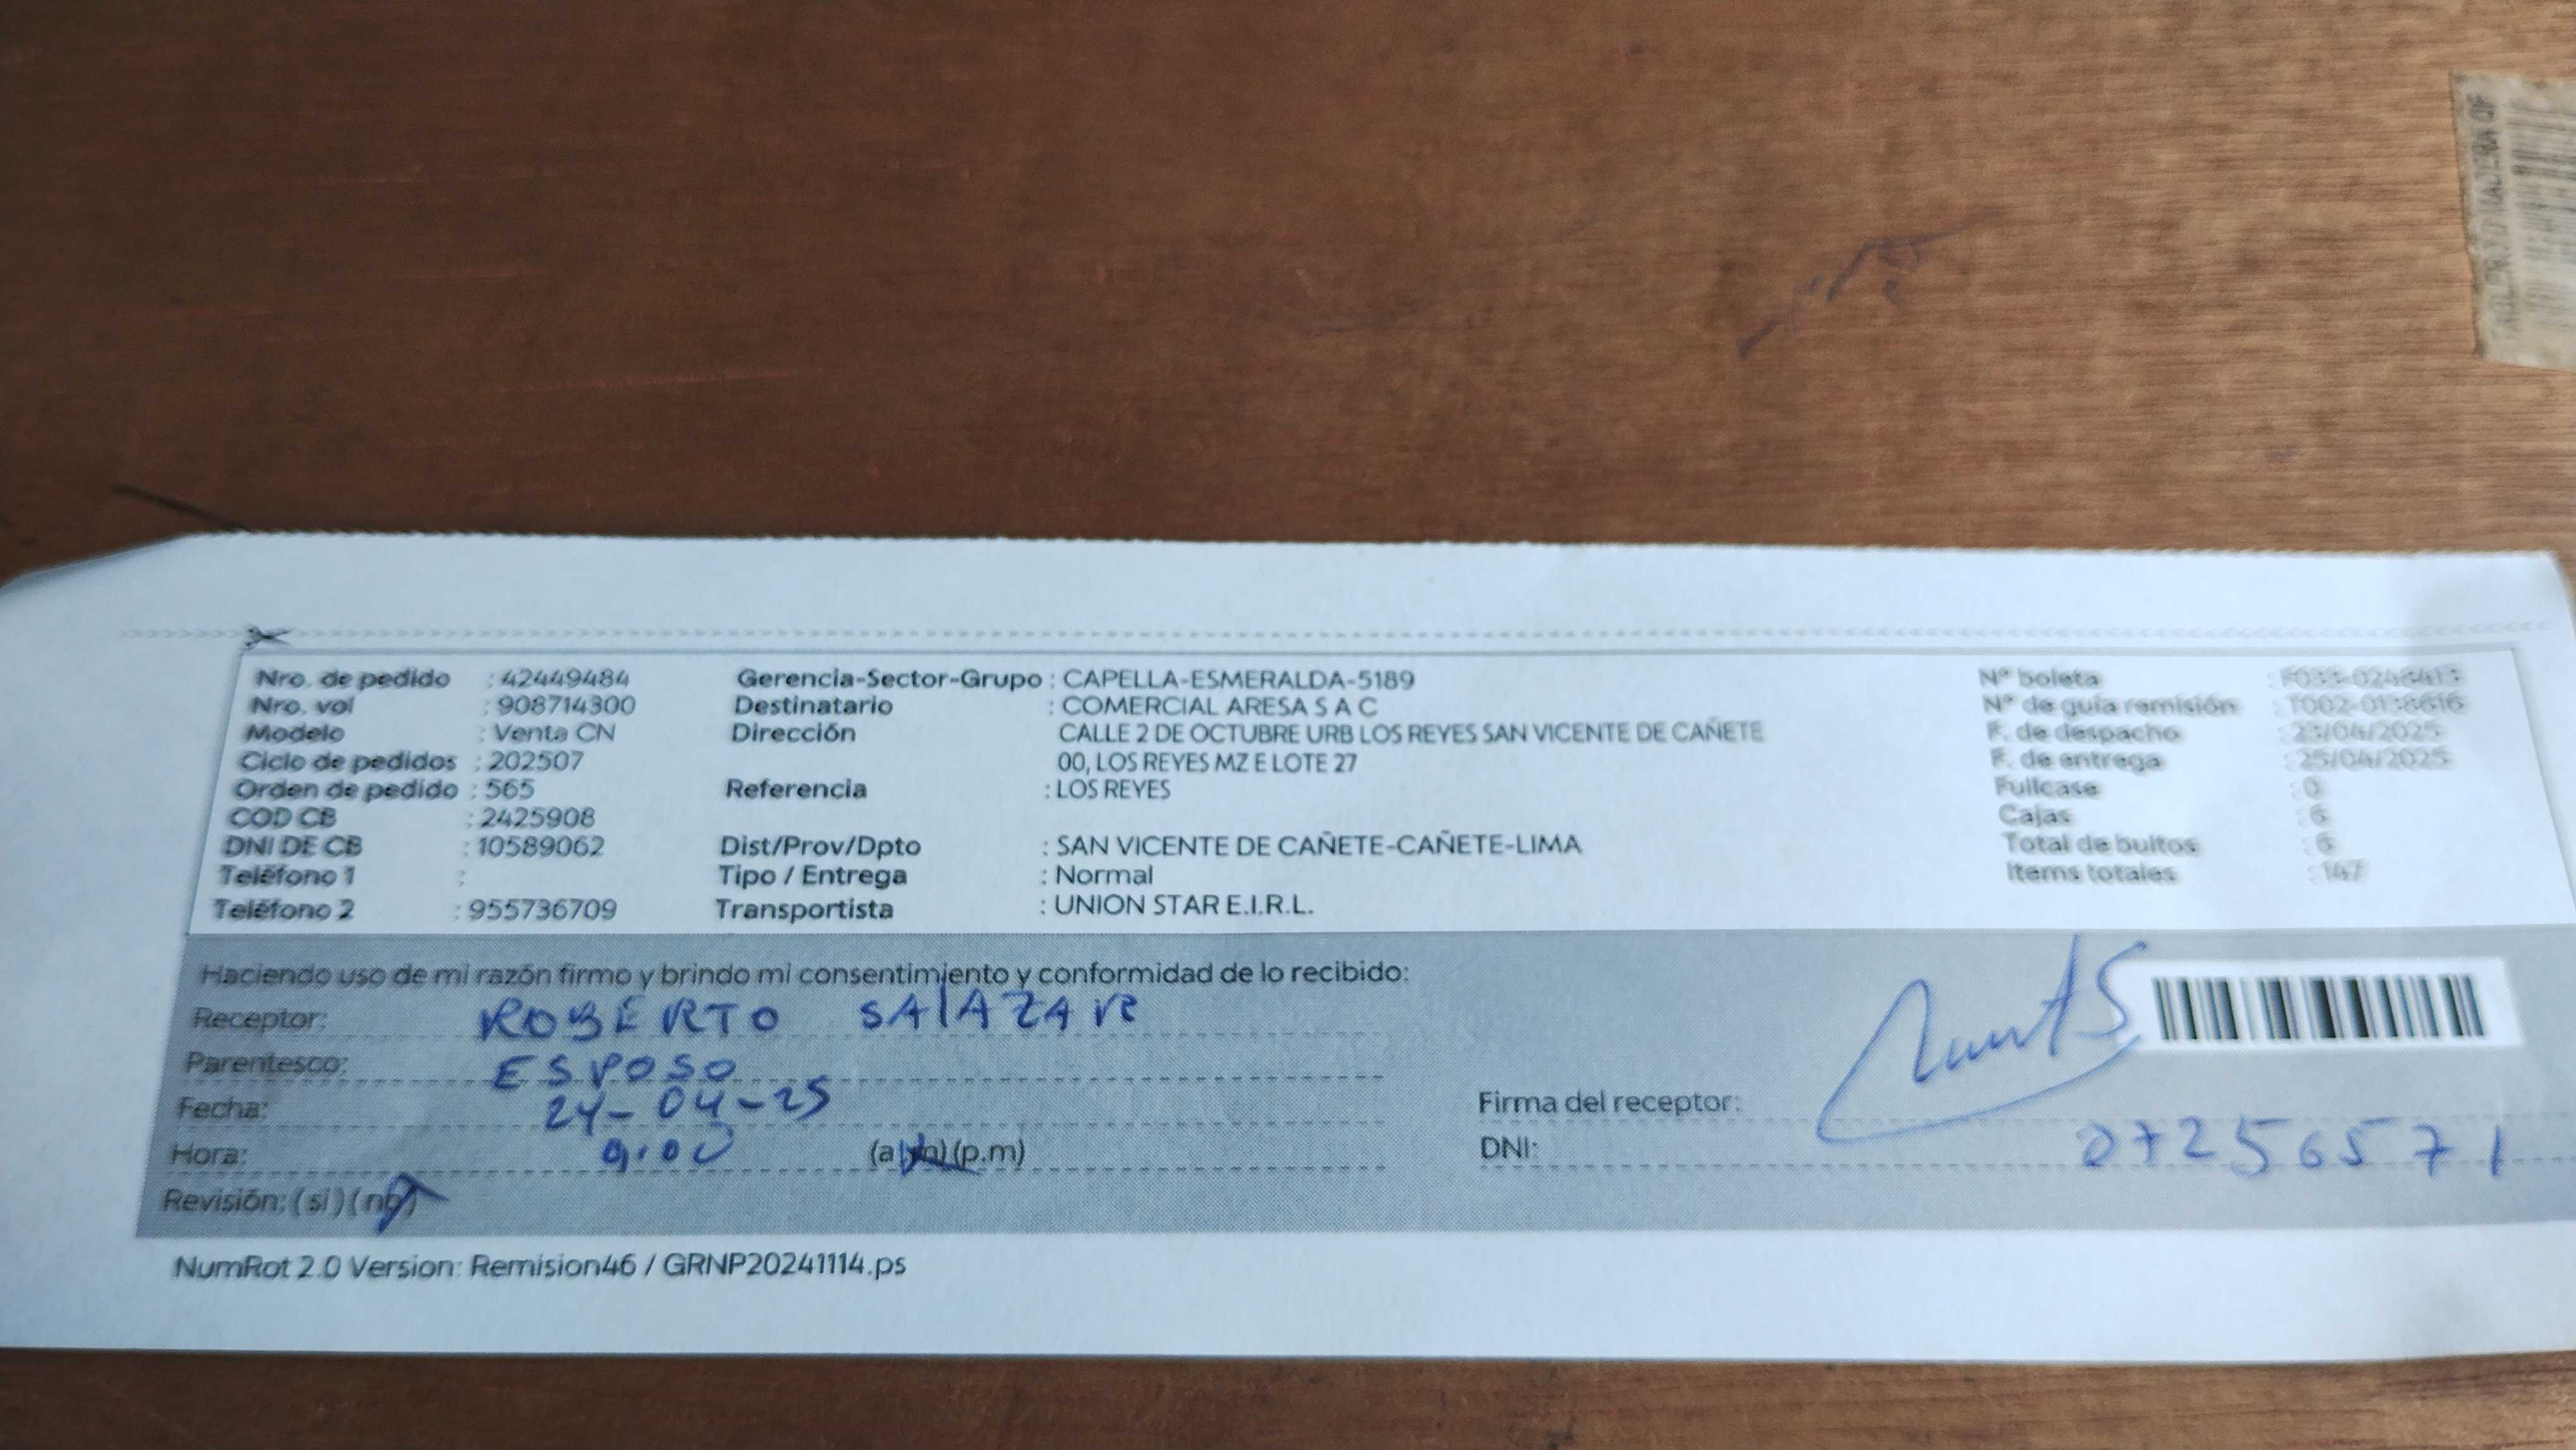 Nro. de pedido : 42449484 Gerencia-Sector-Grupo : CAPELLA-ESMERALDA-5189 N° boleta
Nro. vol : 908714300 Destinatario : COMERCIAL ARESA S A C N° de guía remisión : T002-0138616
Modelo : Venta CN Dirección CALLE 2 DE OCTUBRE URB LOS REYES SAN VICENTE DE CAÑETE F. de despacho : 23/04/2025
Ciclo de pedidos : 202507 00, LOS REYES MZ E LOTE 27 F. de entrega : 25/04/2025
Orden de pedido : 565 Referencia : LOS REYES Fullcase : 0
COD CB : 2425908 Cajas : 6
DNI DE CB : 10589062 Dist/Prov/Dpto : SAN VICENTE DE CAÑETE-CAÑETE-LIMA Total de bultos : 6
Teléfono 1 : Tipo / Entrega : Normal Items totales : 147
Teléfono 2 : 955736709 Transportista : UNION STAR E.I.R.L.
Haciendo uso de mi razón firmo y brindo mi consentimiento y conformidad de lo recibido:
Receptor: ROBERTO SALAZAR
Parentesco: ESPOSO
Fecha: 24-04-25 Firma del receptor:
Hora: 9:00 (a.m) (p.m) DNI: 07256571
Revisión: (si) (no)
NumRot 2.0 Version: Remision46 / GRNP20241114.ps